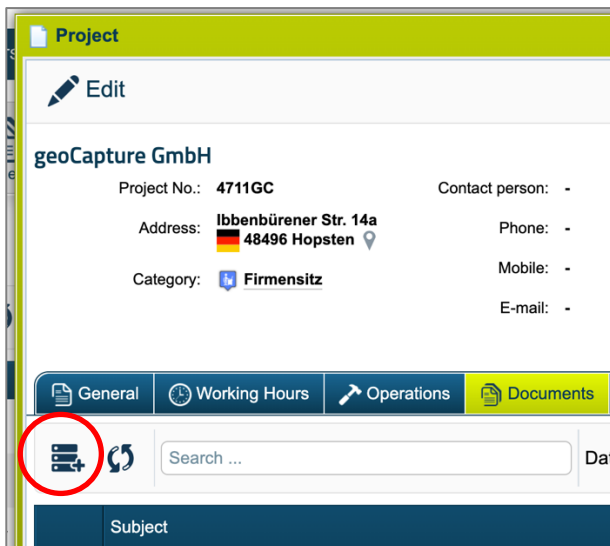 Project
Edit
geoCapture GmbH
Project No.: 4711GC Contact person: -
Address: Ibbenbürener Str. 14a Phone: -
48496 Hopsten
Mobile: -
Category: Firmensitz
E-mail: -
General Working Hours Operations Documents
Search ...
Subject